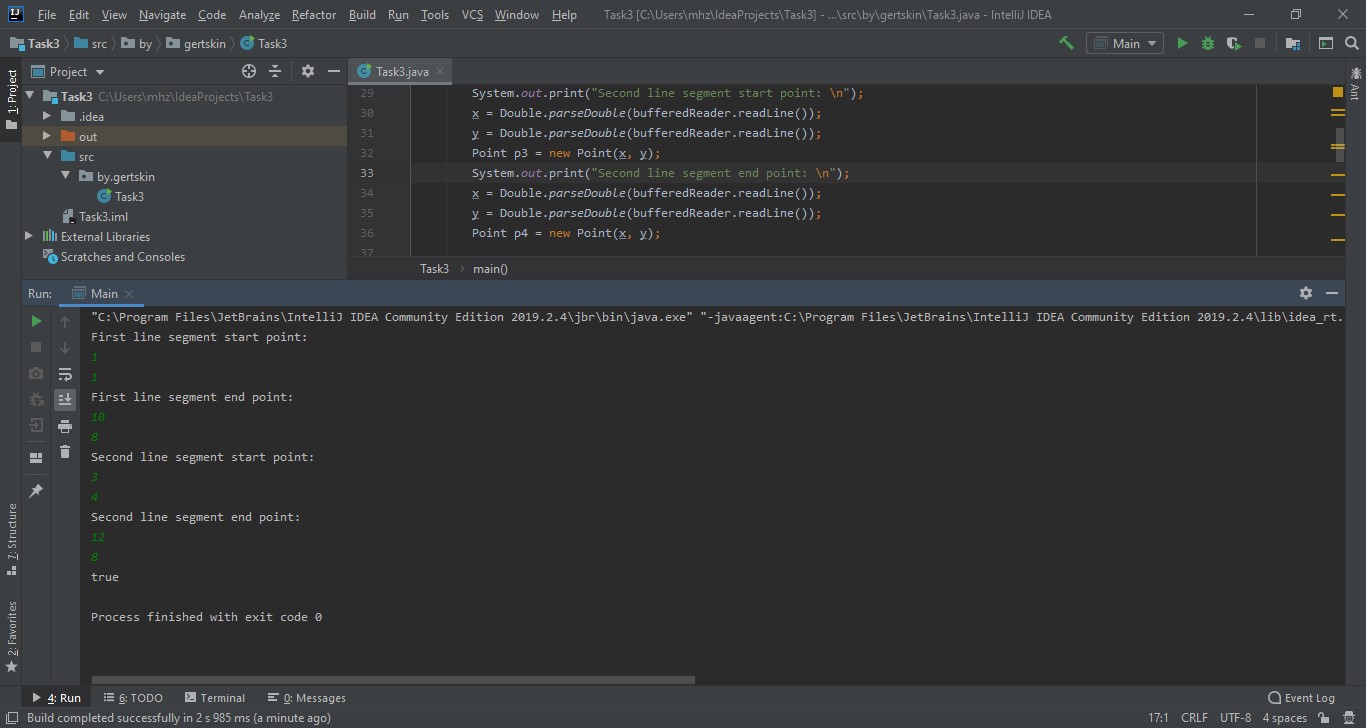 File Edit View Navigate Code Analyze Refactor Build Run Tools VCS Window Help Task3 [C:\Users\mhz\IdeaProjects\Task3] - ...\src\by\gertskin\Task3.java - IntelliJ IDEA
Task3 src by gertskin Task3 Main
1: Project
Project
Task3.java
Ant
Task3 C:\Users\mhz\IdeaProjects\Task3
.idea
out
src
by.gertskin
Task3
Task3.iml
External Libraries
Scratches and Consoles
29 System.out.print("Second line segment start point: \n");
30 x = Double.parseDouble(bufferedReader.readLine());
31 y = Double.parseDouble(bufferedReader.readLine());
32 Point p3 = new Point(x, y);
33 System.out.print("Second line segment end point: \n");
34 x = Double.parseDouble(bufferedReader.readLine());
35 y = Double.parseDouble(bufferedReader.readLine());
36 Point p4 = new Point(x, y);
37
Task3 main()
Run: Main
"C:\Program Files\JetBrains\IntelliJ IDEA Community Edition 2019.2.4\jbr\bin\java.exe" "-javaagent:C:\Program Files\JetBrains\IntelliJ IDEA Community Edition 2019.2.4\lib\idea_rt.
First line segment start point:
1
1
First line segment end point:
10
8
Second line segment start point:
3
4
Second line segment end point:
12
8
true
Process finished with exit code 0
7: Structure
2: Favorites
4: Run 6: TODO Terminal 0: Messages Event Log
Build completed successfully in 2 s 985 ms (a minute ago) 17:1 CRLF UTF-8 4 spaces